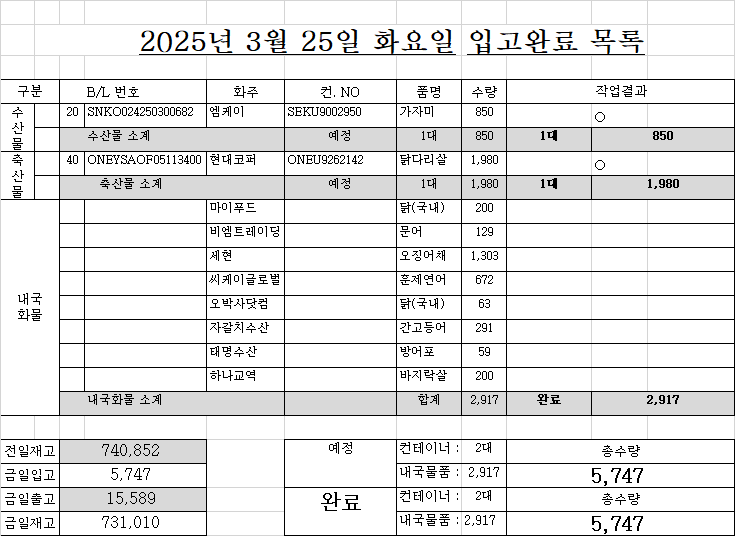 2025년 3월 25일 화요일 입고완료 목록
구분 B/L 번호 화주 컨. NO 품명 수량 작업결과
수산물 20 SNKO024250300682 엠케이 SEKU9002950 가자미 850 ○
수산물 소계 예정 1대 850 1대 850
축산물 40 ONEYSAOF05113400 현대코퍼 ONEU9262142 닭다리살 1,980 ○
축산물 소계 예정 1대 1,980 1대 1,980
내국화물 마이푸드 닭(국내) 200
비엠트레이딩 문어 129
제현 오징어채 1,303
씨케이글로벌 훈제연어 672
오박사닷컴 닭(국내) 63
자갈치수산 간고등어 291
태명수산 방어포 59
하나교역 바지락살 200
내국화물 소계 합계 2,917 완료 2,917
전일재고 740,852 예정 컨테이너 : 2대 총수량
금일입고 5,747 내국물품 : 2,917 5,747
금일출고 15,589 완료 컨테이너 : 2대 총수량
금일재고 731,010 내국물품 : 2,917 5,747